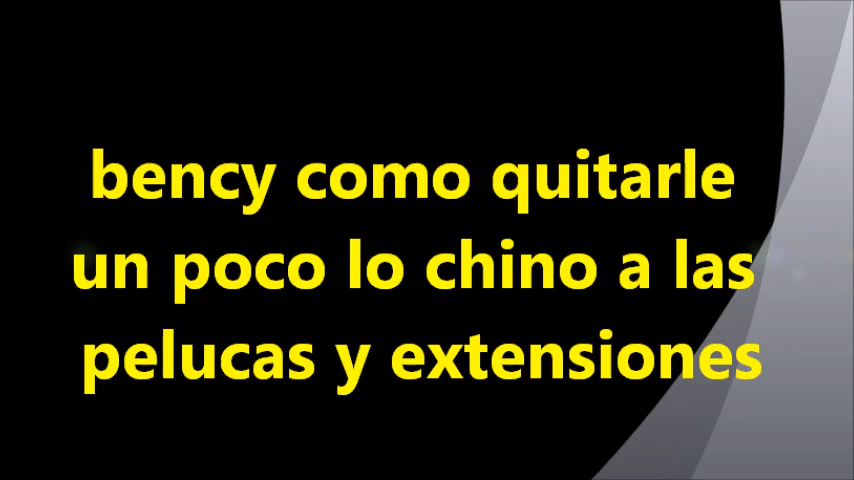 bency como quitarle
un poco lo chino a las
pelucas y extensiones